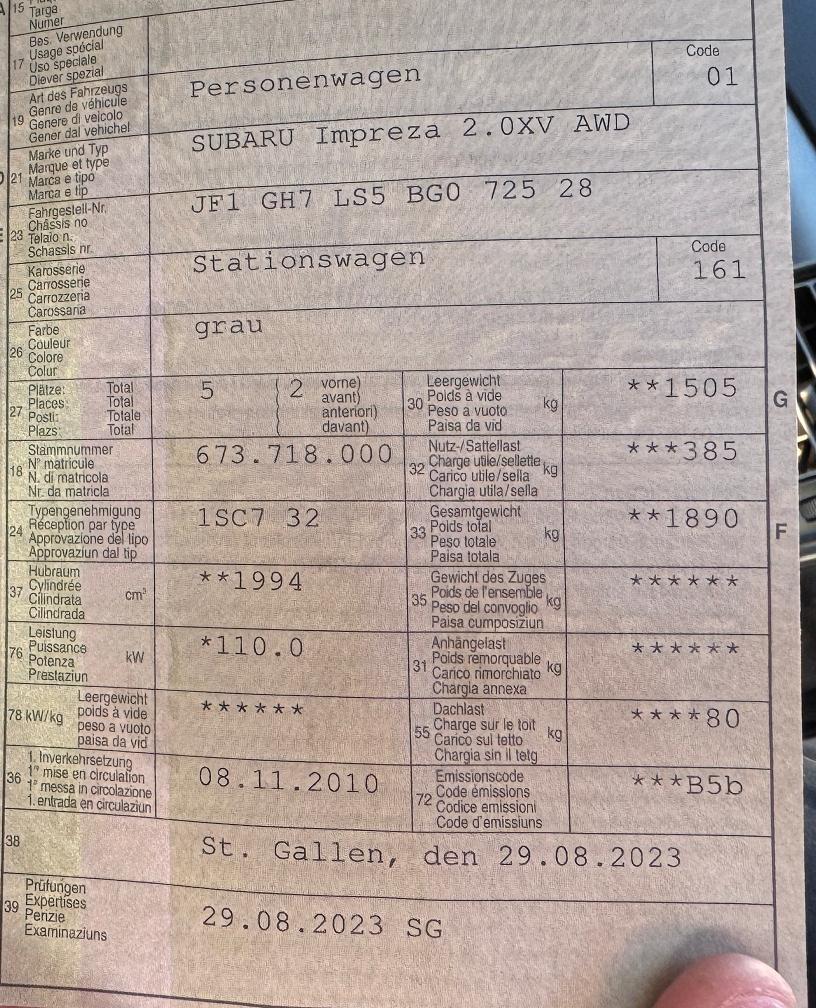 A 15 Targa
Numer
17 Bes. Verwendung
Usage spécial
Uso speciale
Diever spezial
19 Art des Fahrzeugs
Genre de véhicule
Genere di veicolo
Gener dal vehichel
Personenwagen
Code
01
21 Marke und Typ
Marque et type
Marca e tipo
Marca e tip
SUBARU Impreza 2.0XV AWD
23 Fahrgestell-Nr.
Châssis no
Telaio n.
Schassis nr.
JF1 GH7 LS5 BG0 725 28
25 Karosserie
Carrosserie
Carrozzeria
Carossaria
Stationswagen
Code
161
26 Farbe
Couleur
Colore
Colur
grau
27 Plätze: Total
Places: Total
Posti: Totale
Plazs: Total
5 ( 2 vorne)
avant)
anteriori)
davant)
30 Leergewicht
Poids à vide
Peso a vuoto
Paisa da vid
kg
**1505
G
18 Stammnummer
N° matricule
N. di matricola
Nr. da matricla
673.718.000
32 Nutz-/Sattellast
Charge utile/sellette
Carico utile/sella
Chargia utila/sella
kg
***385
24 Typengenehmigung
Réception par type
Approvazione del tipo
Approvaziun dal tip
1SC7 32
33 Gesamtgewicht
Poids total
Peso totale
Paisa totala
kg
**1890
F
37 Hubraum
Cylindrée
Cilindrata
Cilindrada
cm³
**1994
35 Gewicht des Zuges
Poids de l'ensemble
Peso del convoglio
Paisa cumposiziun
kg
******
76 Leistung
Puissance
Potenza
Prestaziun
kW
*110.0
31 Anhängelast
Poids remorquable
Carico rimorchiato
Chargia annexa
kg
******
78 kW/kg Leergewicht
poids à vide
peso a vuoto
paisa da vid
******
55 Dachlast
Charge sur le toit
Carico sul tetto
Chargia sin il tetg
kg
****80
36 1. Inverkehrsetzung
1re mise en circulation
1a messa in circolazione
1. entrada en circulaziun
08.11.2010
72 Emissionscode
Code émissions
Codice emissioni
Code d'emissiuns
***B5b
38
St. Gallen, den 29.08.2023
39 Prüfungen
Expertises
Perizie
Examinaziuns
29.08.2023 SG